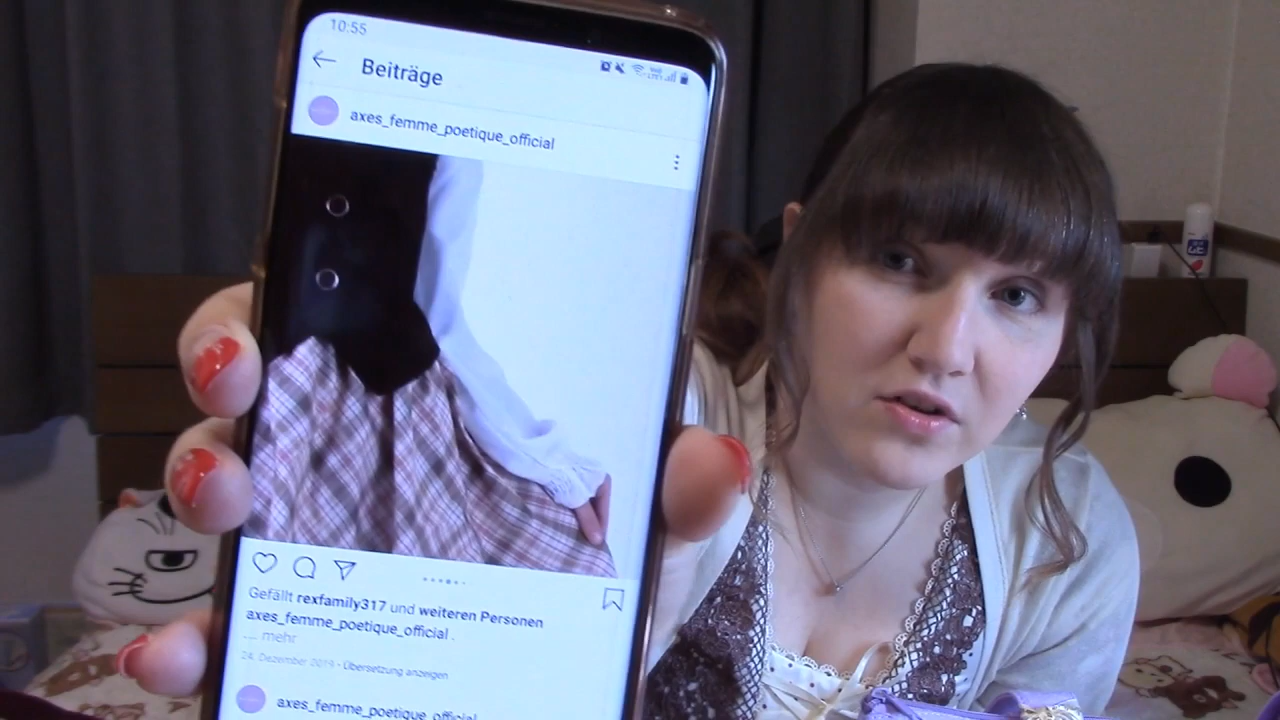 10:55
Beiträge
axes_femme_poetique_official
Gefällt rexfamily317 und weiteren Personen
axes_femme_poetique_official .
.... mehr
24. Dezember 2019 • Übersetzung anzeigen
axes_femme_poetique_official